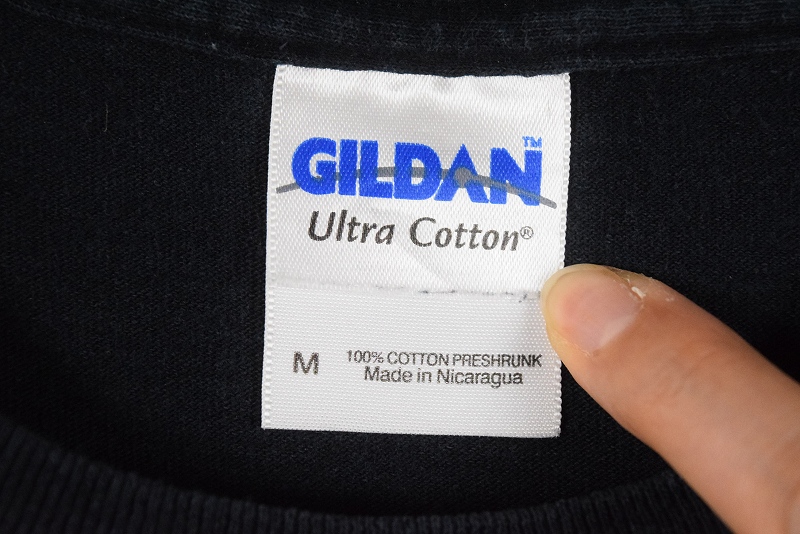 GILDAN™
Ultra Cotton®
M 100% COTTON PRESHRUNK
Made in Nicaragua